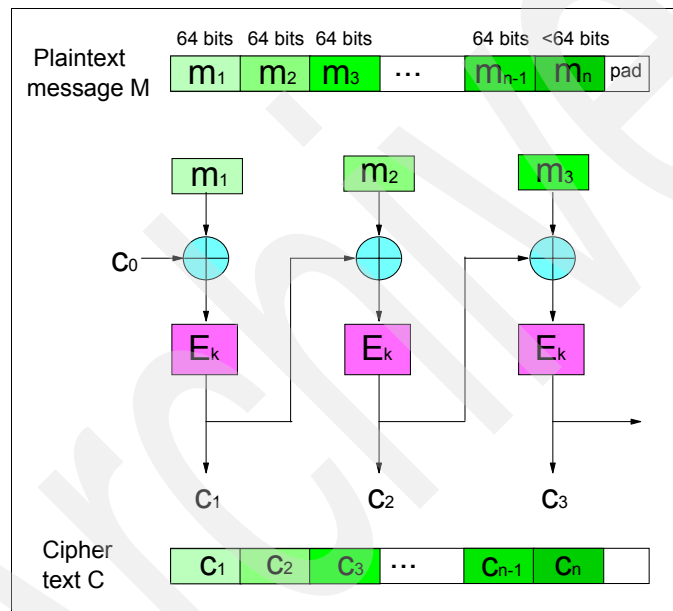 64 bits 64 bits 64 bits 64 bits <64 bits
Plaintext message M
m₁ m₂ m₃ ... mₙ₋₁ mₙ pad
m₁ m₂ m₃
c₀
Eₖ Eₖ Eₖ
c₁ c₂ c₃
Cipher text C
c₁ c₂ c₃ ... cₙ₋₁ cₙ